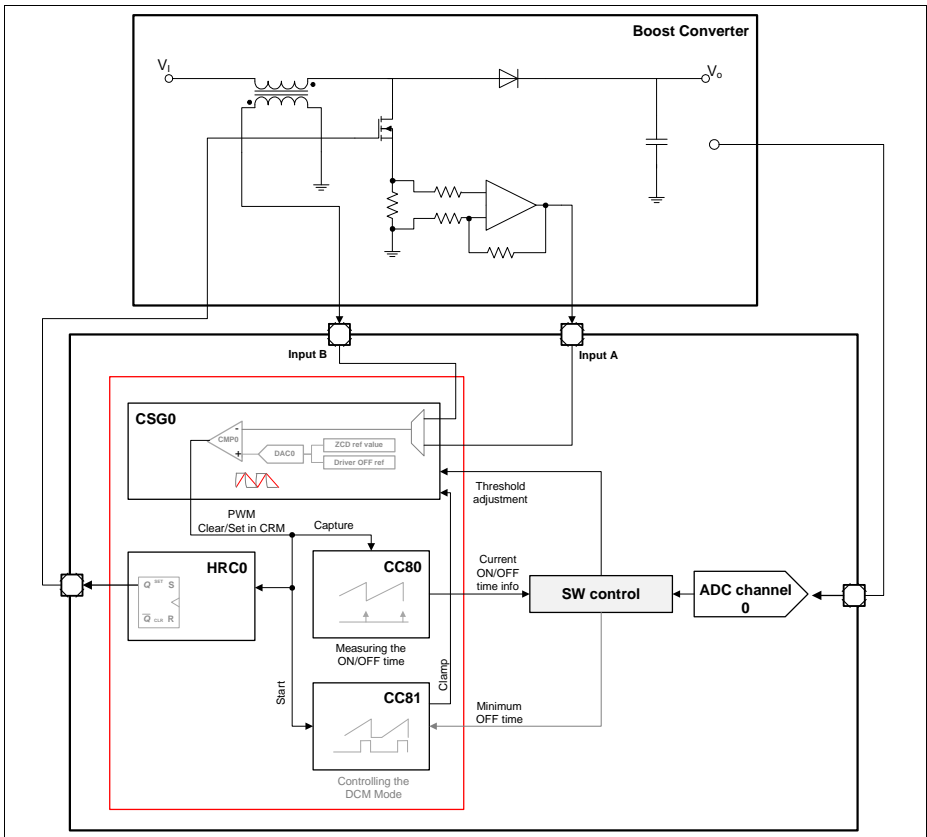 Boost Converter
VI
Vo
Input B
Input A
CSG0
CMP0
-
+
DAC0
ZCD ref value
Driver OFF ref
Threshold
adjustment
PWM
Clear/Set in CRM
Capture
HRC0
Q SET S
Q CLR R
CC80
Measuring the
ON/OFF time
Current
ON/OFF
time info
SW control
ADC channel
0
Start
Clamp
CC81
Minimum
OFF time
Controlling the
DCM Mode